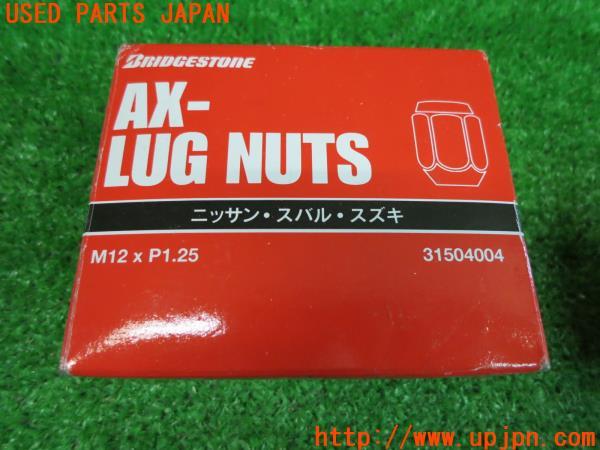 USED PARTS JAPAN
BRIDGESTONE
AX-
LUG NUTS
ニッサン・スバル・スズキ
M12 x P1.25 31504004
UPJ
http://www.upjpn.com/